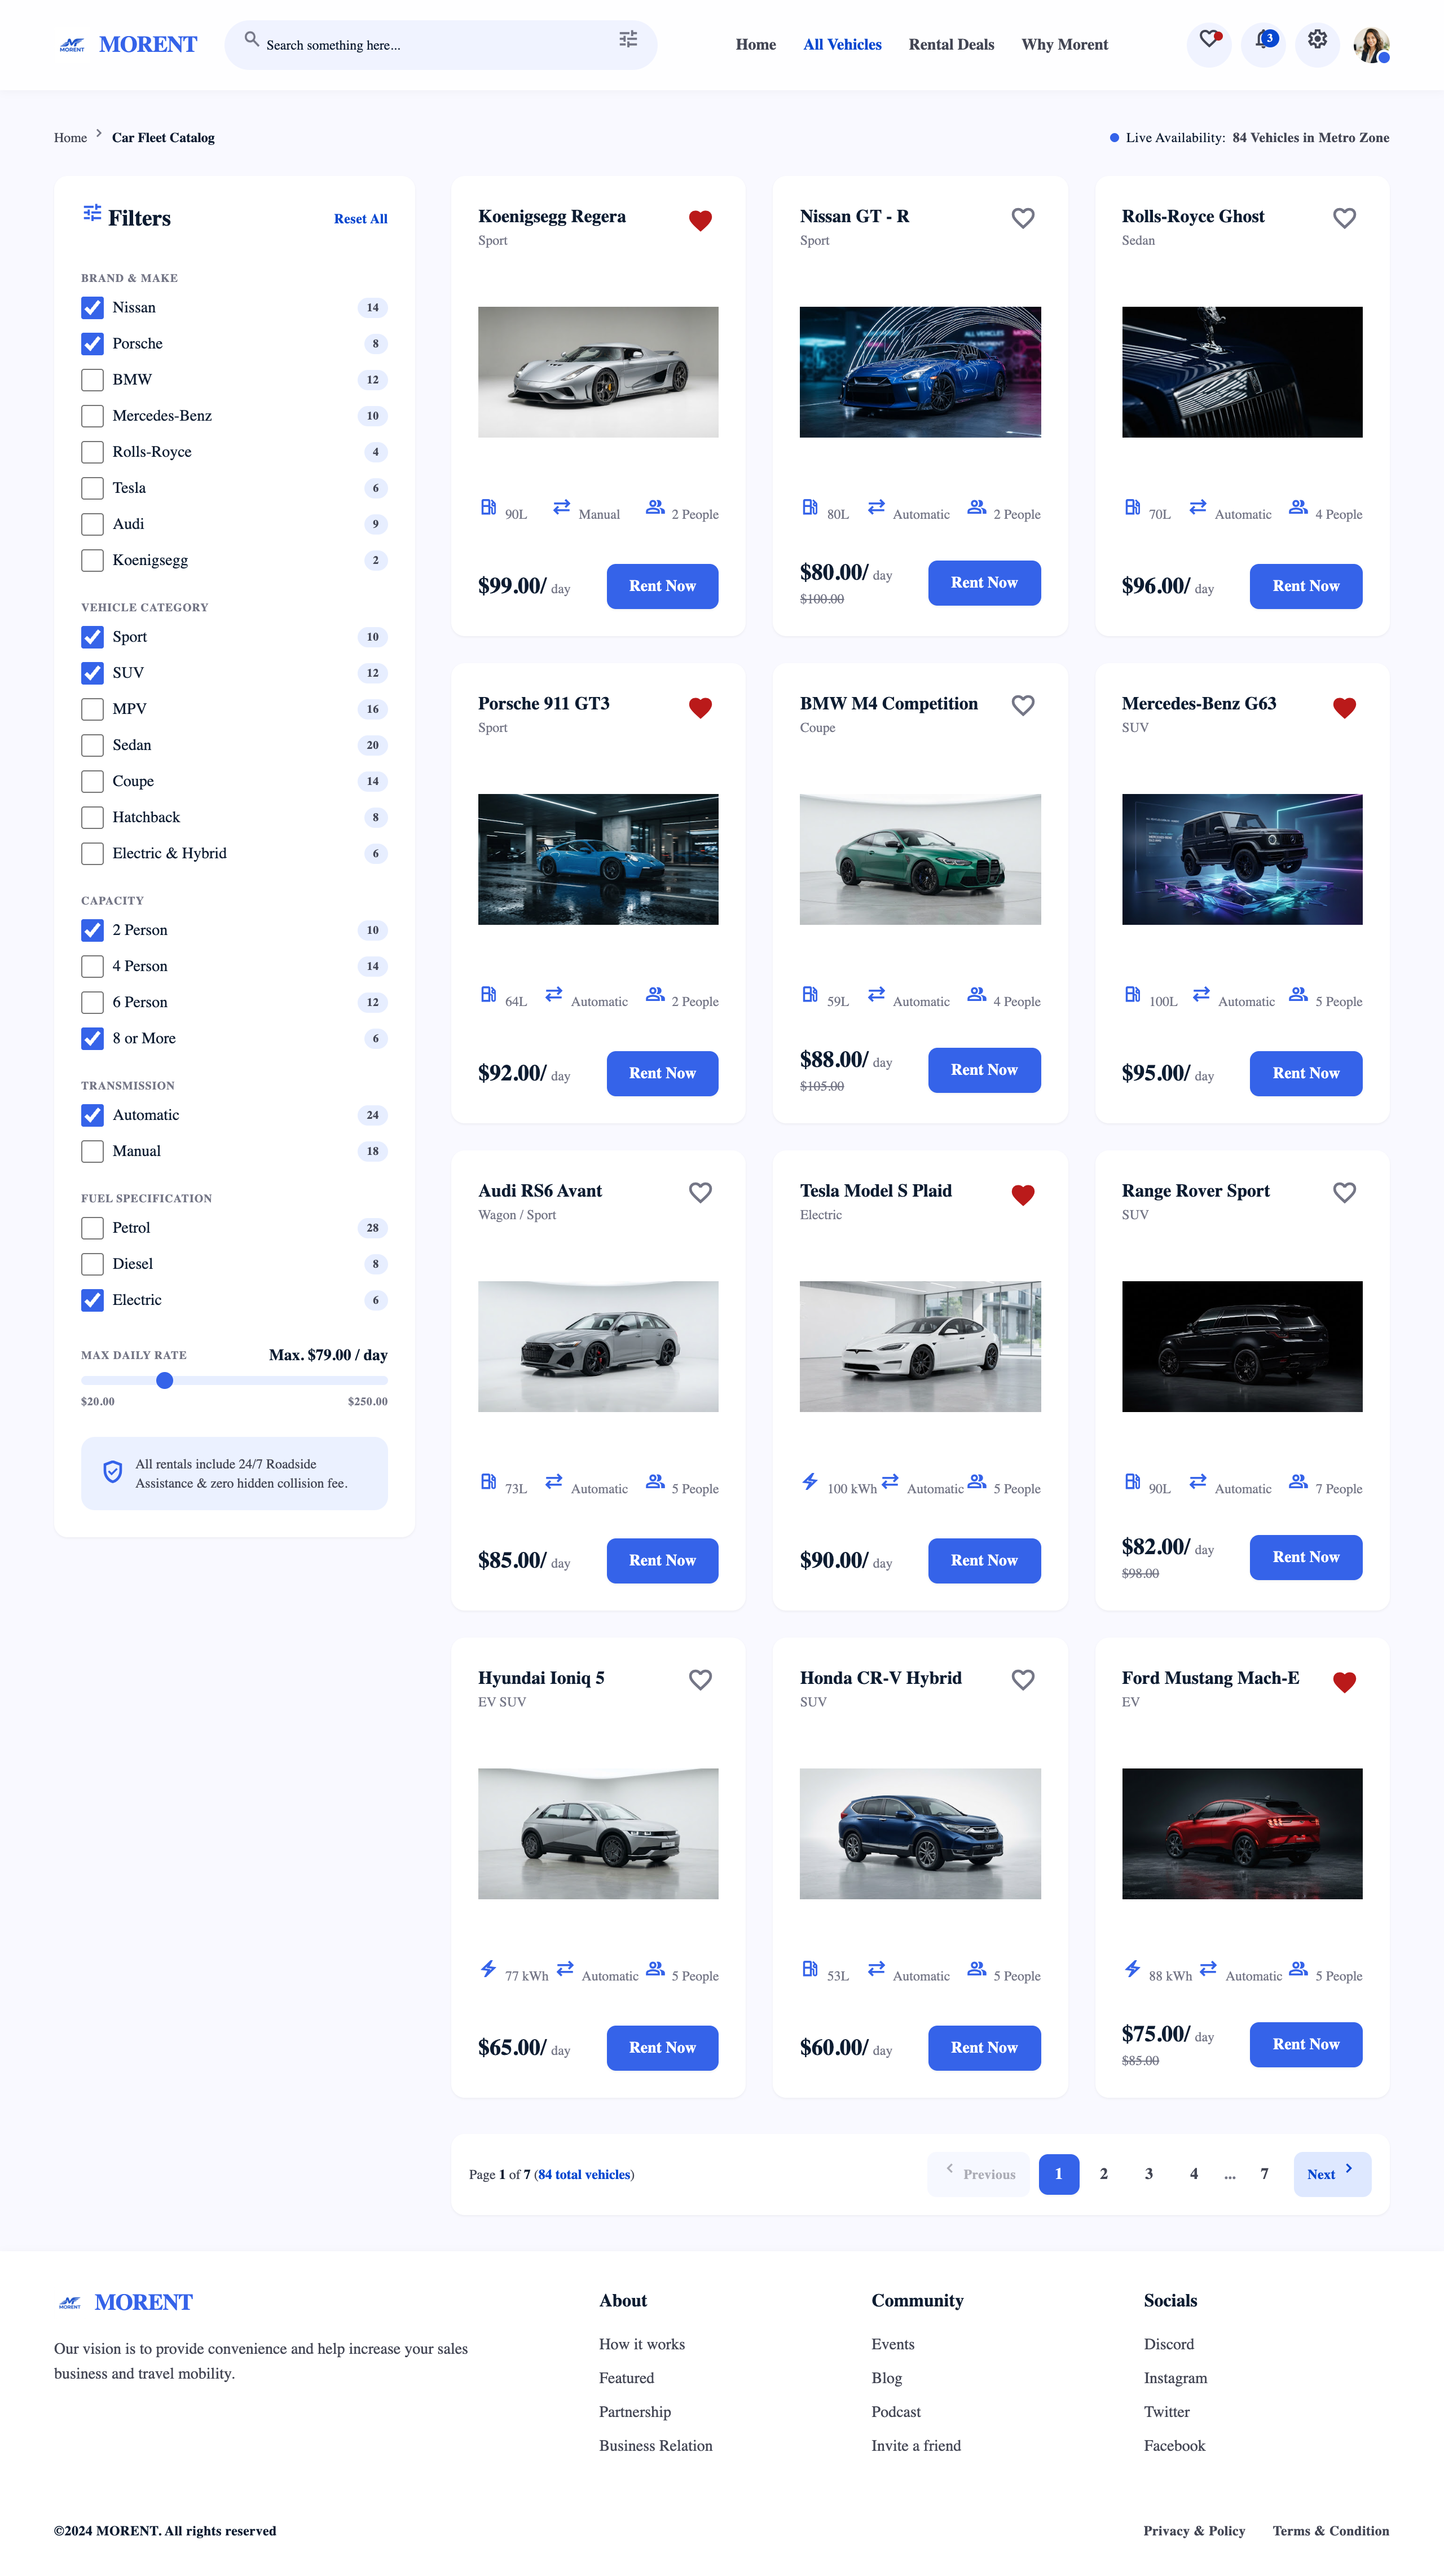 MORENT
MORENT
Search something here...
Home
All Vehicles
Rental Deals
Why Morent
3
Home
Car Fleet Catalog
Live Availability: 84 Vehicles in Metro Zone
Filters
Reset All
BRAND & MAKE
Nissan 14
Porsche 8
BMW 12
Mercedes-Benz 10
Rolls-Royce 4
Tesla 6
Audi 9
Koenigsegg 2
VEHICLE CATEGORY
Sport 10
SUV 12
MPV 16
Sedan 20
Coupe 14
Hatchback 8
Electric & Hybrid 6
CAPACITY
2 Person 10
4 Person 14
6 Person 12
8 or More 6
TRANSMISSION
Automatic 24
Manual 18
FUEL SPECIFICATION
Petrol 28
Diesel 8
Electric 6
MAX DAILY RATE Max. $79.00 / day
$20.00 $250.00
All rentals include 24/7 Roadside
Assistance & zero hidden collision fee.
Koenigsegg Regera
Sport
90L Manual 2 People
$99.00/ day
Rent Now
Nissan GT - R
Sport
ALL VEHICLES
80L Automatic 2 People
$80.00/ day
$100.00
Rent Now
Rolls-Royce Ghost
Sedan
70L Automatic 4 People
$96.00/ day
Rent Now
Porsche 911 GT3
Sport
64L Automatic 2 People
$92.00/ day
Rent Now
BMW M4 Competition
Coupe
59L Automatic 4 People
$88.00/ day
$105.00
Rent Now
Mercedes-Benz G63
SUV
100L Automatic 5 People
$95.00/ day
Rent Now
Audi RS6 Avant
Wagon / Sport
73L Automatic 5 People
$85.00/ day
Rent Now
Tesla Model S Plaid
Electric
100 kWh Automatic 5 People
$90.00/ day
Rent Now
Range Rover Sport
SUV
90L Automatic 7 People
$82.00/ day
$98.00
Rent Now
Hyundai Ioniq 5
EV SUV
77 kWh Automatic 5 People
$65.00/ day
Rent Now
Honda CR-V Hybrid
SUV
53L Automatic 5 People
$60.00/ day
Rent Now
Ford Mustang Mach-E
EV
88 kWh Automatic 5 People
$75.00/ day
$85.00
Rent Now
Page 1 of 7 (84 total vehicles)
Previous 1 2 3 4 ... 7 Next
MORENT
MORENT
Our vision is to provide convenience and help increase your sales
business and travel mobility.
About
How it works
Featured
Partnership
Business Relation
Community
Events
Blog
Podcast
Invite a friend
Socials
Discord
Instagram
Twitter
Facebook
©2024 MORENT. All rights reserved
Privacy & Policy
Terms & Condition